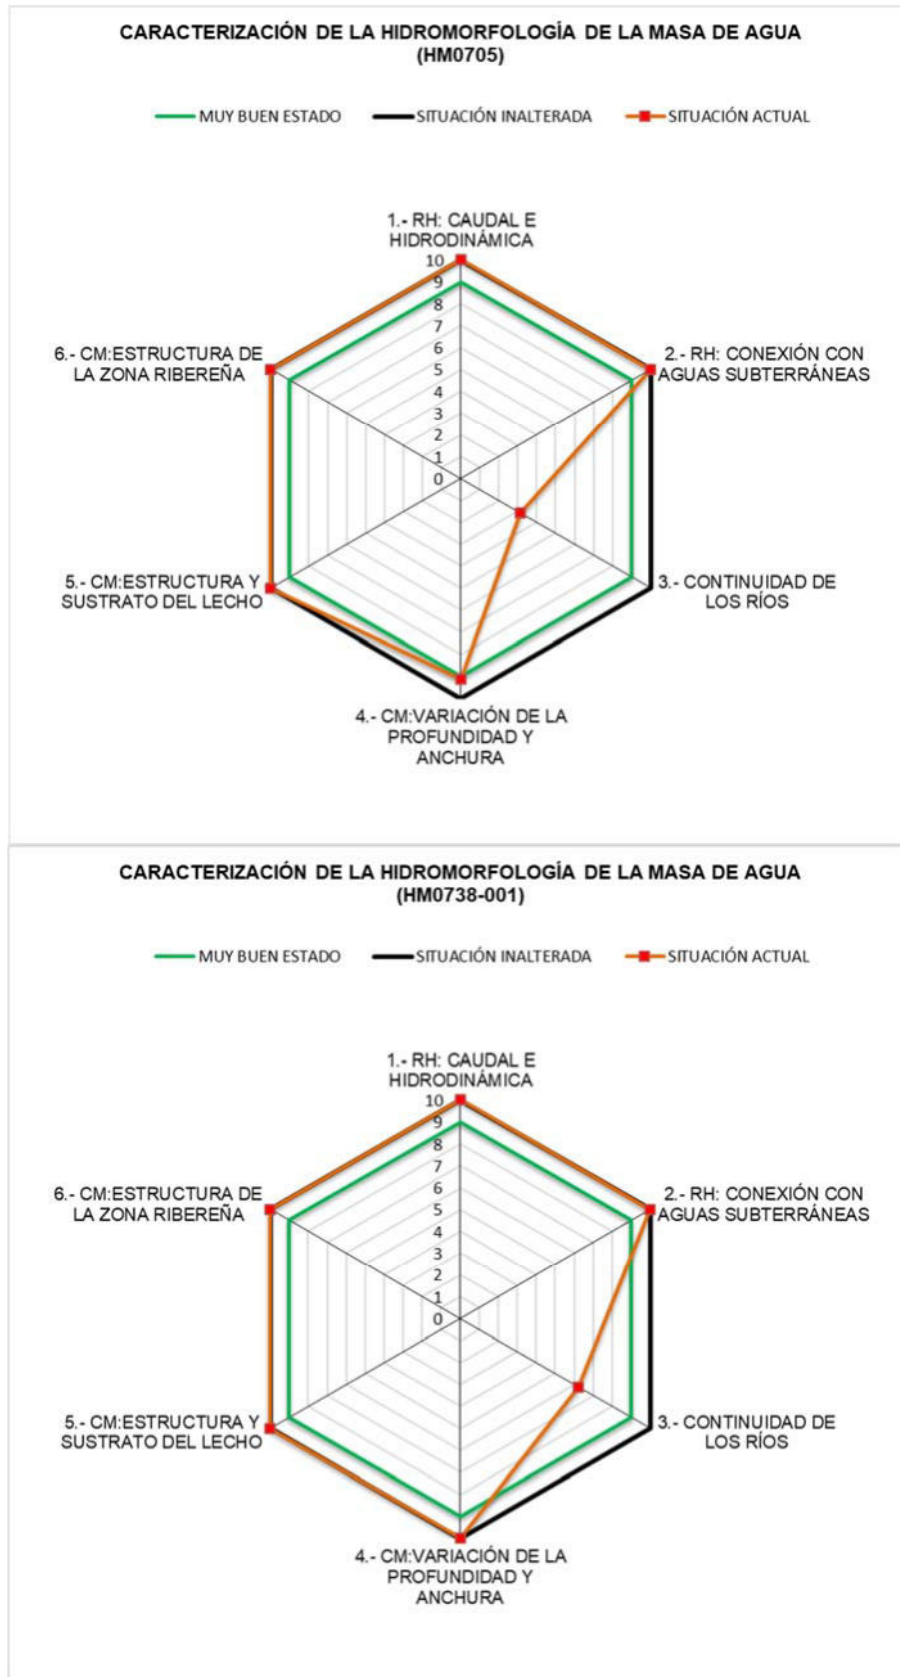 CARACTERIZACIÓN DE LA HIDROMORFOLOGÍA DE LA MASA DE AGUA
(HM0705)
MUY BUEN ESTADO SITUACIÓN INALTERADA SITUACIÓN ACTUAL
1.- RH: CAUDAL E
HIDRODINÁMICA
10
9
8
7
6
5
4
3
2
1
0
2.- RH: CONEXIÓN CON
AGUAS SUBTERRÁNEAS
3.- CONTINUIDAD DE
LOS RÍOS
4.- CM:VARIACIÓN DE LA
PROFUNDIDAD Y
ANCHURA
5.- CM:ESTRUCTURA Y
SUSTRATO DEL LECHO
6.- CM:ESTRUCTURA DE
LA ZONA RIBEREÑA
CARACTERIZACIÓN DE LA HIDROMORFOLOGÍA DE LA MASA DE AGUA
(HM0738-001)
MUY BUEN ESTADO SITUACIÓN INALTERADA SITUACIÓN ACTUAL
1.- RH: CAUDAL E
HIDRODINÁMICA
10
9
8
7
6
5
4
3
2
1
0
2.- RH: CONEXIÓN CON
AGUAS SUBTERRÁNEAS
3.- CONTINUIDAD DE
LOS RÍOS
4.- CM:VARIACIÓN DE LA
PROFUNDIDAD Y
ANCHURA
5.- CM:ESTRUCTURA Y
SUSTRATO DEL LECHO
6.- CM:ESTRUCTURA DE
LA ZONA RIBEREÑA